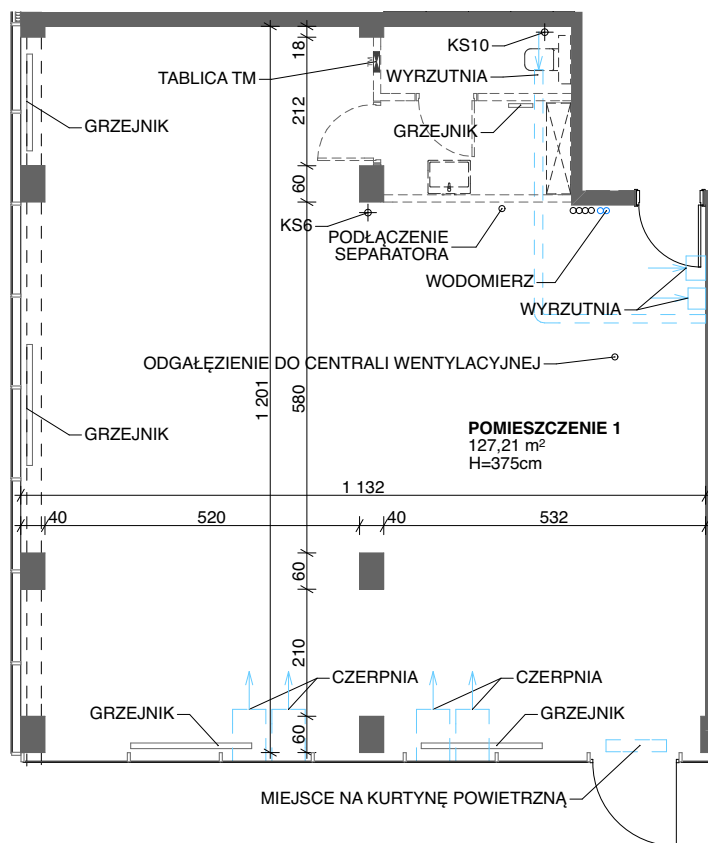 KS10
18
TABLICA TM
WYRZUTNIA
212
GRZEJNIK
GRZEJNIK
60
KS6
PODŁĄCZENIE
SEPARATORA
WODOMIERZ
WYRZUTNIA
ODGAŁĘZIENIE DO CENTRALI WENTYLACYJNEJ
1 201
580
GRZEJNIK
POMIESZCZENIE 1
127,21 m²
H=375cm
1 132
40
520
40
532
60
210
CZERPNIA
CZERPNIA
GRZEJNIK
GRZEJNIK
60
MIEJSCE NA KURTYNĘ POWIETRZNĄ